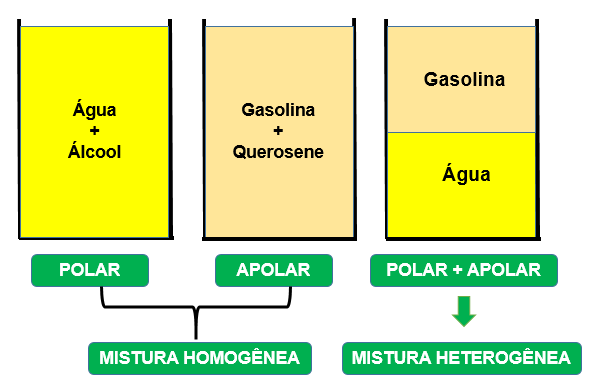 Água
+
Álcool
Gasolina
+
Querosene
Gasolina
Água
POLAR
APOLAR
POLAR + APOLAR
MISTURA HOMOGÊNEA
MISTURA HETEROGÊNEA